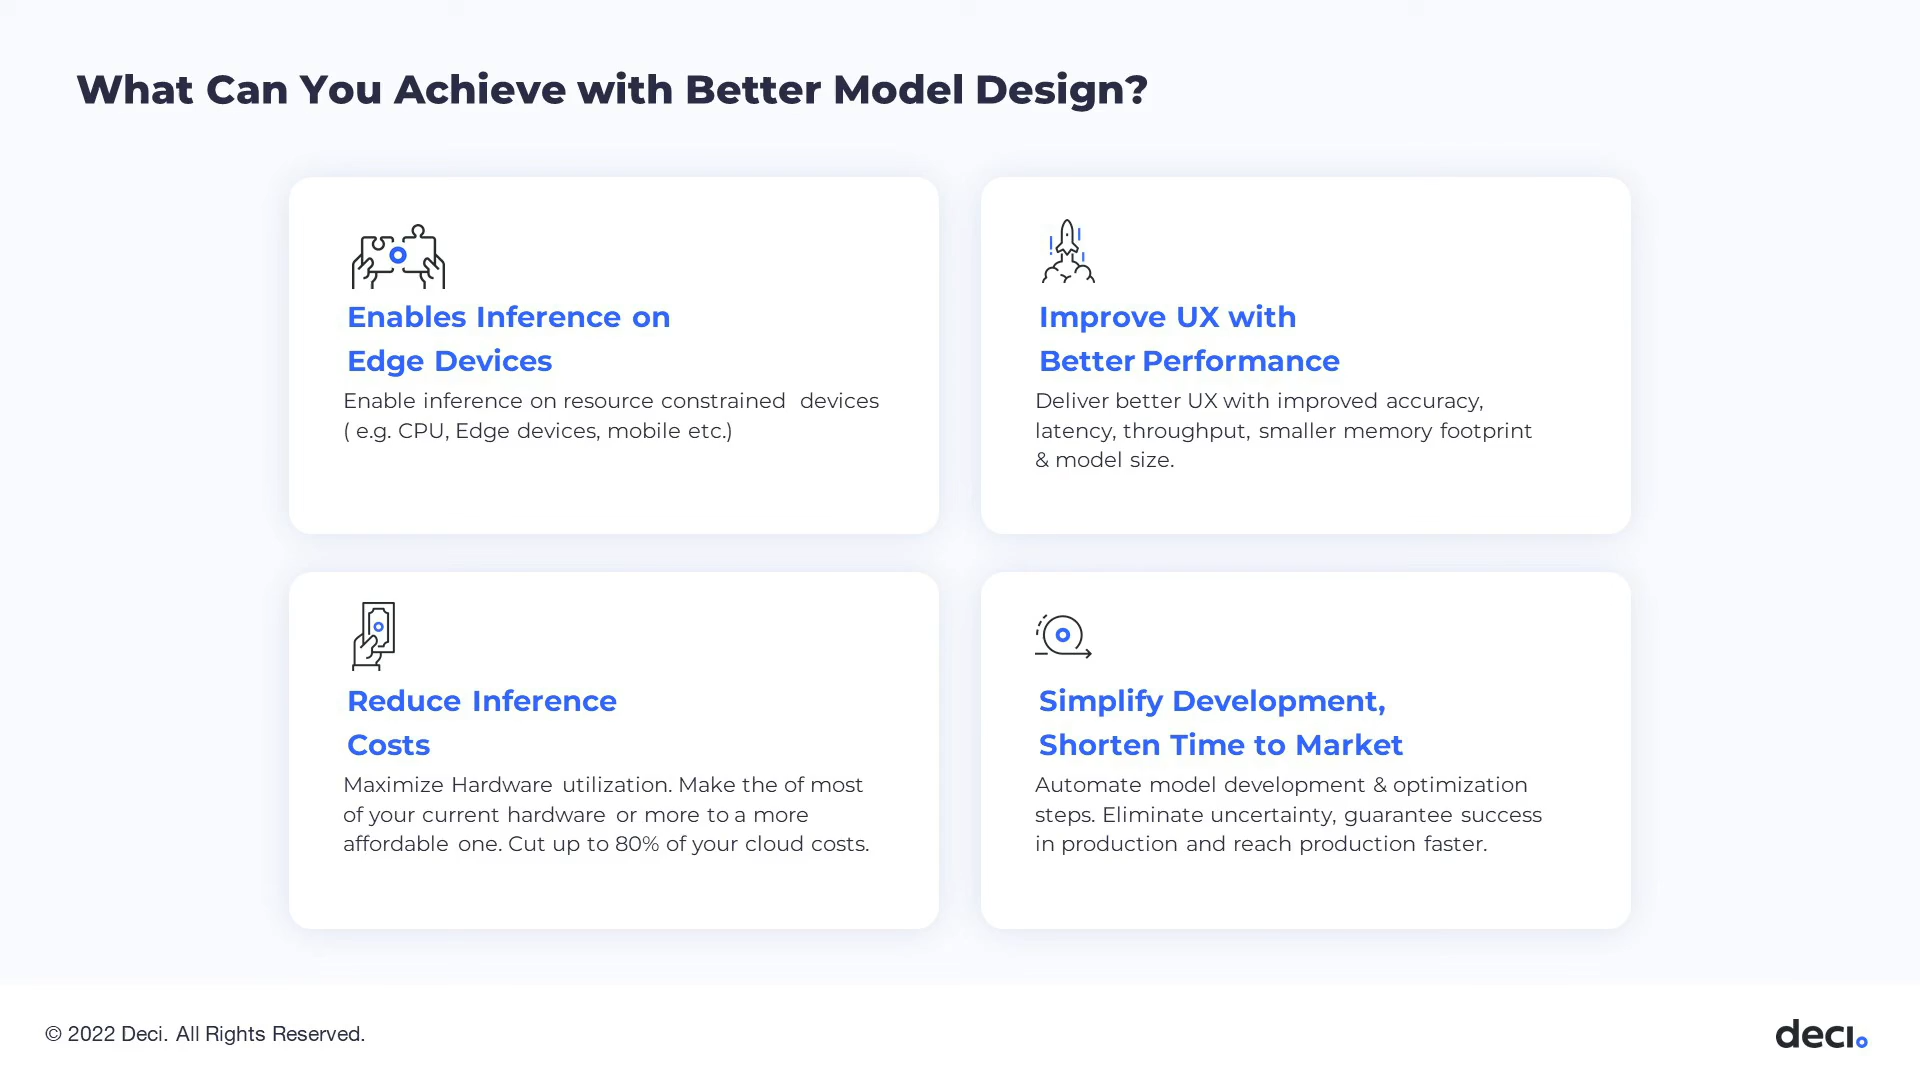 What Can You Achieve with Better Model Design?
Enables Inference on
Edge Devices
Enable inference on resource constrained devices
( e.g. CPU, Edge devices, mobile etc.)
Improve UX with
Better Performance
Deliver better UX with improved accuracy,
latency, throughput, smaller memory footprint
& model size.
Reduce Inference
Costs
Maximize Hardware utilization. Make the of most
of your current hardware or more to a more
affordable one. Cut up to 80% of your cloud costs.
Simplify Development,
Shorten Time to Market
Automate model development & optimization
steps. Eliminate uncertainty, guarantee success
in production and reach production faster.
© 2022 Deci. All Rights Reserved.
deci.